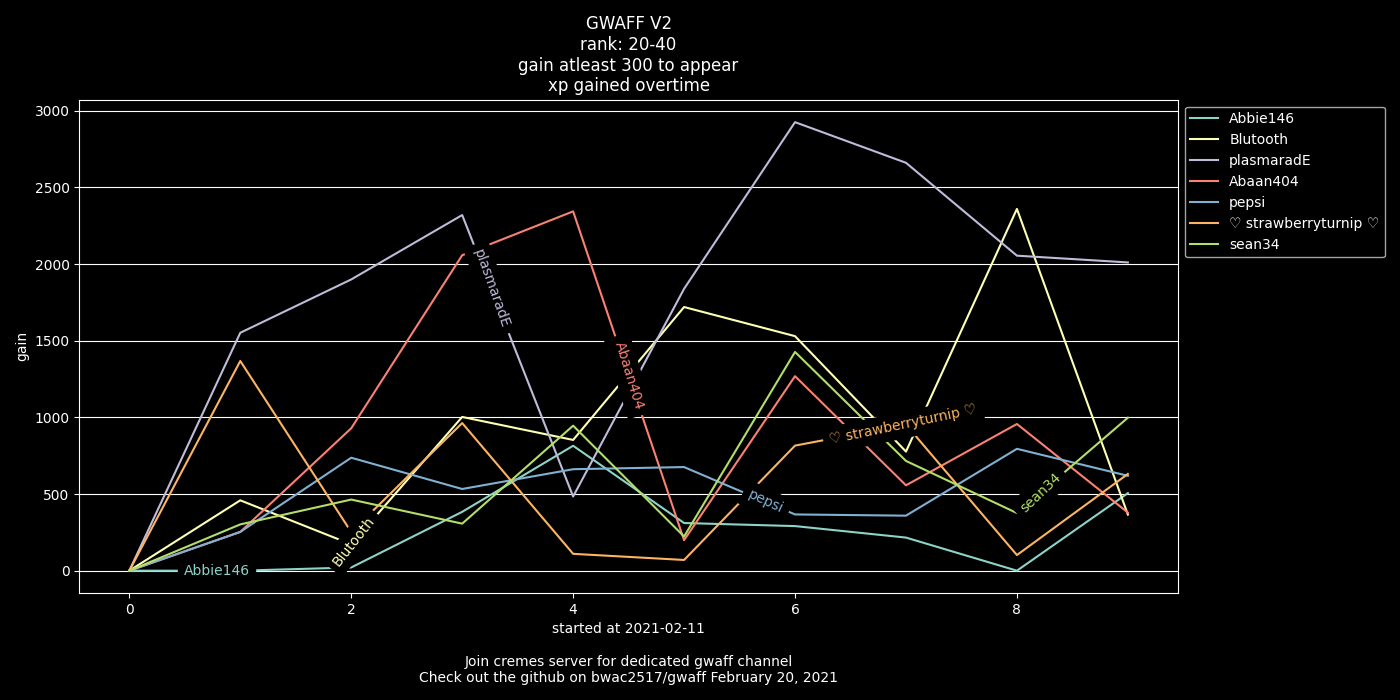 GWAFF V2
rank: 20-40
gain atleast 300 to appear
xp gained overtime
3000
2500
2000
1500
1000
500
0
gain
plasmaradE
Abaan404
♡ strawberryturnip ♡
pepsi
sean34
Blutooth
Abbie146
Abbie146
Blutooth
plasmaradE
Abaan404
pepsi
♡ strawberryturnip ♡
sean34
0 2 4 6 8
started at 2021-02-11
Join cremes server for dedicated gwaff channel
Check out the github on bwac2517/gwaff February 20, 2021